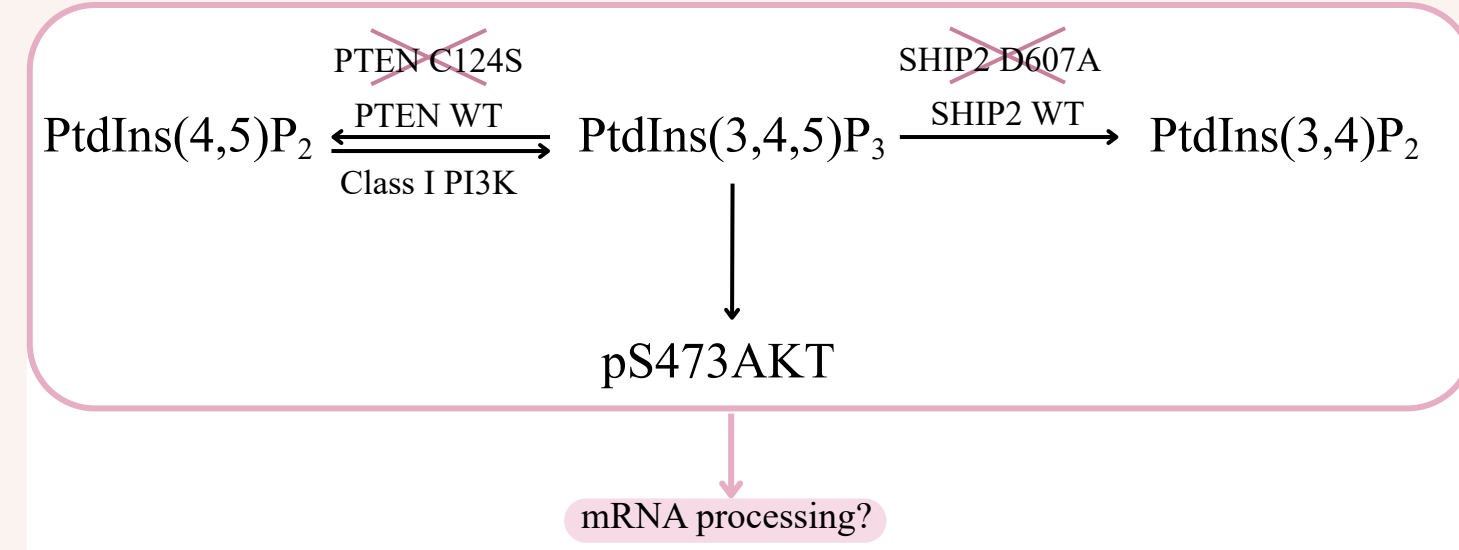 PTEN C124S
SHIP2 D607A
PTEN WT
SHIP2 WT
PtdIns(4,5)P₂
PtdIns(3,4,5)P₃
PtdIns(3,4)P₂
Class I PI3K
pS473AKT
mRNA processing?